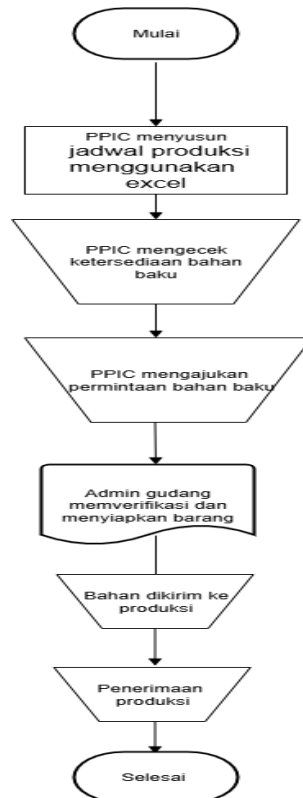 Mulai
PPIC menyusun
jadwal produksi
menggunakan
excel
PPIC mengecek
ketersediaan bahan
baku
PPIC mengajukan
permintaan bahan baku
Admin gudang
memverifikasi dan
menyiapkan barang
Bahan dikirim ke
produksi
Penerimaan
produksi
Selesai